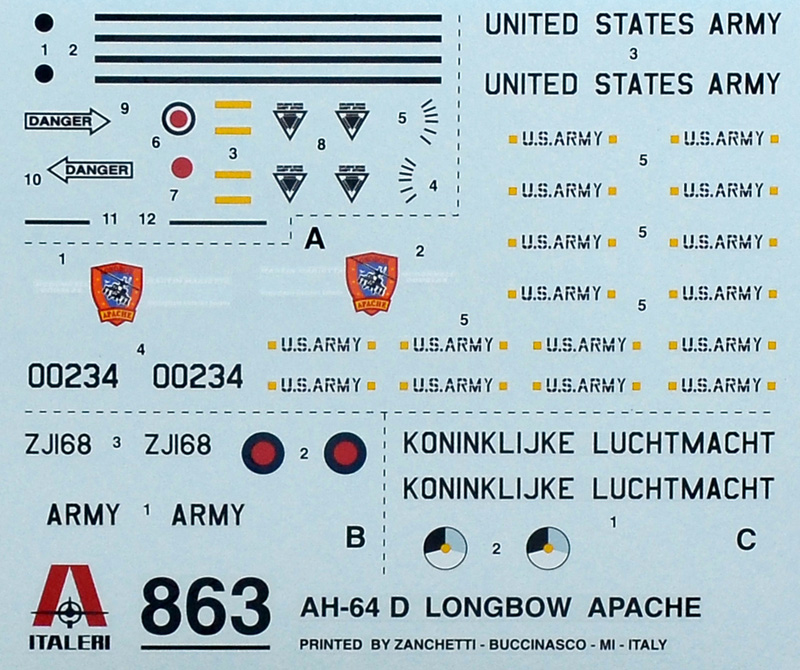 UNITED STATES ARMY
1 2
3
UNITED STATES ARMY
DANGER 9
6
3
8
5
U.S.ARMY U.S.ARMY
5
10 DANGER
7
4
U.S.ARMY U.S.ARMY
11 12
A
5
U.S.ARMY U.S.ARMY
1
2
APACHE
APACHE
U.S.ARMY U.S.ARMY
5
5
4
U.S.ARMY U.S.ARMY U.S.ARMY U.S.ARMY
00234 00234
U.S.ARMY U.S.ARMY U.S.ARMY U.S.ARMY
ZJ168 3 ZJ168
2
KONINKLIJKE LUCHTMACHT
KONINKLIJKE LUCHTMACHT
ARMY 1 ARMY
1
B
2
C
ITALERI
863
AH-64 D LONGBOW APACHE
PRINTED BY ZANCHETTI - BUCCINASCO - MI - ITALY